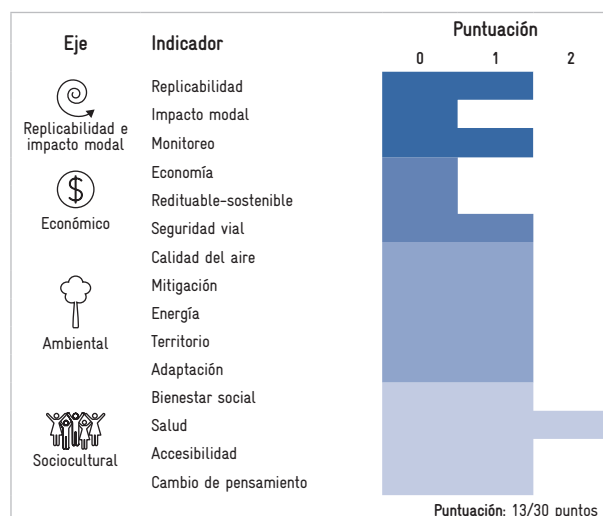 Eje Indicador Puntuación
0 1 2
Replicabilidad e
impacto modal
Replicabilidad
Impacto modal
Monitoreo
$
Económico
Economía
Redituable-sostenible
Seguridad vial
Ambiental
Calidad del aire
Mitigación
Energía
Territorio
Adaptación
Sociocultural
Bienestar social
Salud
Accesibilidad
Cambio de pensamiento
Puntuación: 13/30 puntos